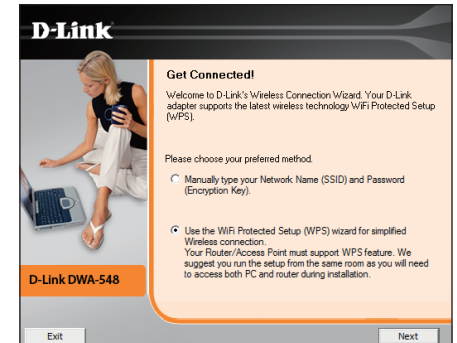 D-Link
Get Connected!
Welcome to D-Link's Wireless Connection Wizard. Your D-Link
adapter supports the latest wireless technology WiFi Protected Setup
(WPS).
Please choose your preferred method.
Manually type your Network Name (SSID) and Password
(Encryption Key).
Use the WiFi Protected Setup (WPS) wizard for simplified
Wireless connection.
Your Router/Access Point must support WPS feature. We
suggest you run the setup from the same room as you will need
to access both PC and router during installation.
D-Link DWA-548
Exit
Next